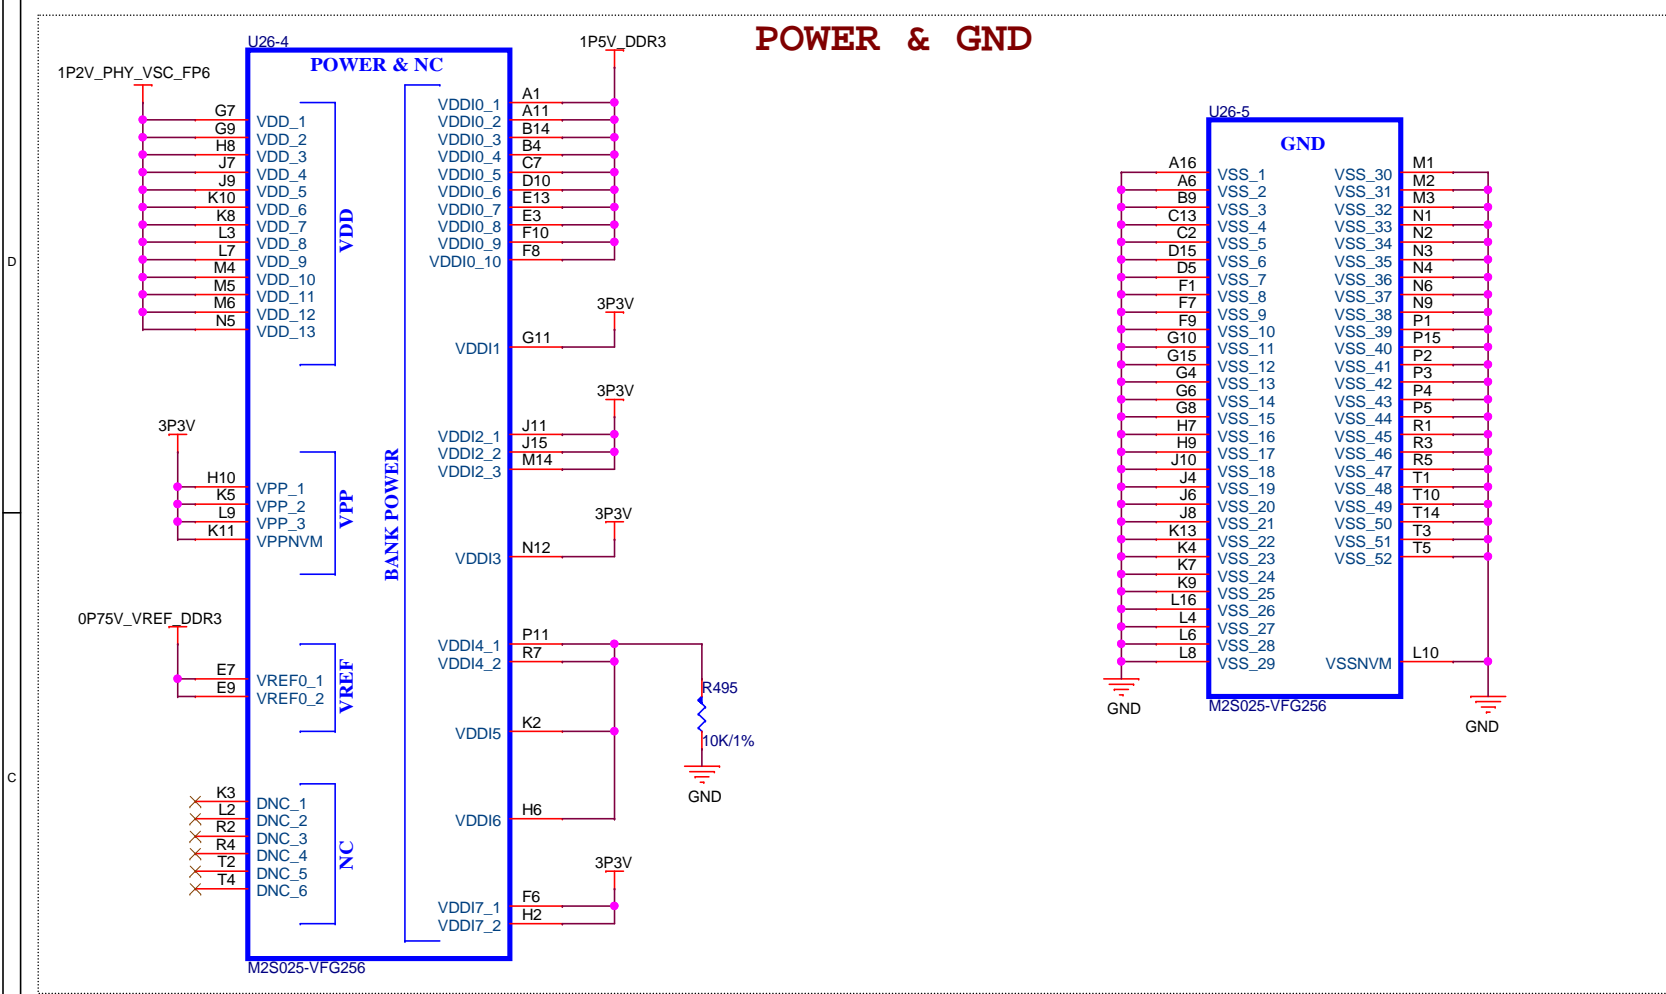 POWER & GND
D
C
U26-4
POWER & NC
1P2V_PHY_VSC_FP6
G7 VDD_1
G9 VDD_2
H8 VDD_3
J7 VDD_4
J9 VDD_5
K10 VDD_6
K8 VDD_7
L3 VDD_8
L7 VDD_9
M4 VDD_10
M5 VDD_11
M6 VDD_12
N5 VDD_13
VDD
3P3V
H10 VPP_1
K5 VPP_2
L9 VPP_3
K11 VPPNVM
VPP
0P75V_VREF_DDR3
E7 VREF0_1
E9 VREF0_2
VREF
K3 DNC_1
L2 DNC_2
R2 DNC_3
R4 DNC_4
T2 DNC_5
T4 DNC_6
NC
BANK POWER
1P5V_DDR3
VDDI0_1 A1
VDDI0_2 A11
VDDI0_3 B14
VDDI0_4 B4
VDDI0_5 C7
VDDI0_6 D10
VDDI0_7 E13
VDDI0_8 E3
VDDI0_9 F10
VDDI0_10 F8
3P3V
VDDI1 G11
3P3V
VDDI2_1 J11
VDDI2_2 J15
VDDI2_3 M14
3P3V
VDDI3 N12
VDDI4_1 P11
VDDI4_2 R7
R495
10K/1%
GND
VDDI5 K2
VDDI6 H6
3P3V
VDDI7_1 F6
VDDI7_2 H2
M2S025-VFG256
U26-5
GND
A16 VSS_1
A6 VSS_2
B9 VSS_3
C13 VSS_4
C2 VSS_5
D15 VSS_6
D5 VSS_7
F1 VSS_8
F7 VSS_9
F9 VSS_10
G10 VSS_11
G15 VSS_12
G4 VSS_13
G6 VSS_14
G8 VSS_15
H7 VSS_16
H9 VSS_17
J10 VSS_18
J4 VSS_19
J6 VSS_20
J8 VSS_21
K13 VSS_22
K4 VSS_23
K7 VSS_24
K9 VSS_25
L16 VSS_26
L4 VSS_27
L6 VSS_28
L8 VSS_29
GND
VSS_30 M1
VSS_31 M2
VSS_32 M3
VSS_33 N1
VSS_34 N2
VSS_35 N3
VSS_36 N4
VSS_37 N6
VSS_38 N9
VSS_39 P1
VSS_40 P15
VSS_41 P2
VSS_42 P3
VSS_43 P4
VSS_44 P5
VSS_45 R1
VSS_46 R3
VSS_47 R5
VSS_48 T1
VSS_49 T10
VSS_50 T14
VSS_51 T3
VSS_52 T5
VSSNVM L10
GND
M2S025-VFG256